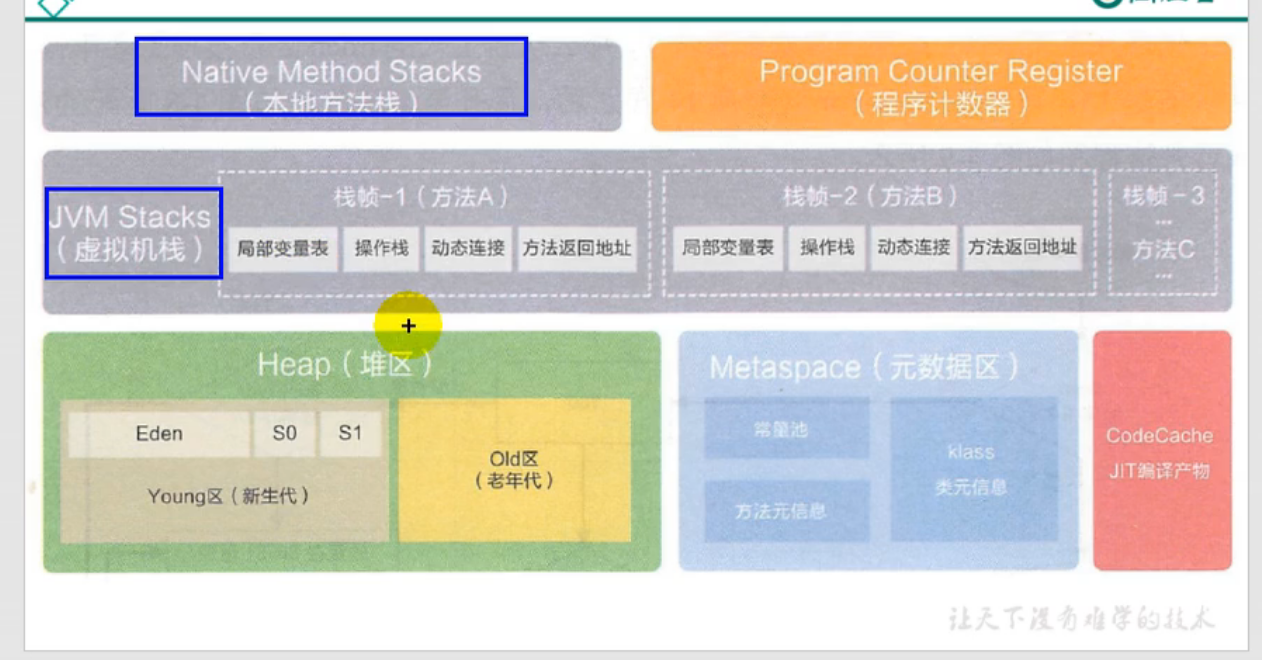 Native Method Stacks
（本地方法栈）
Program Counter Register
（程序计数器）
JVM Stacks
（虚拟机栈）
栈帧-1（方法A）
局部变量表
操作栈
动态连接
方法返回地址
栈帧-2（方法B）
局部变量表
操作栈
动态连接
方法返回地址
栈帧-3
...
方法C
...
Heap（堆区）
Eden
S0
S1
Young区（新生代）
Old区
（老年代）
Metaspace（元数据区）
常量池
方法元信息
klass
类元信息
CodeCache
JIT编译产物
让天下没有难学的技术